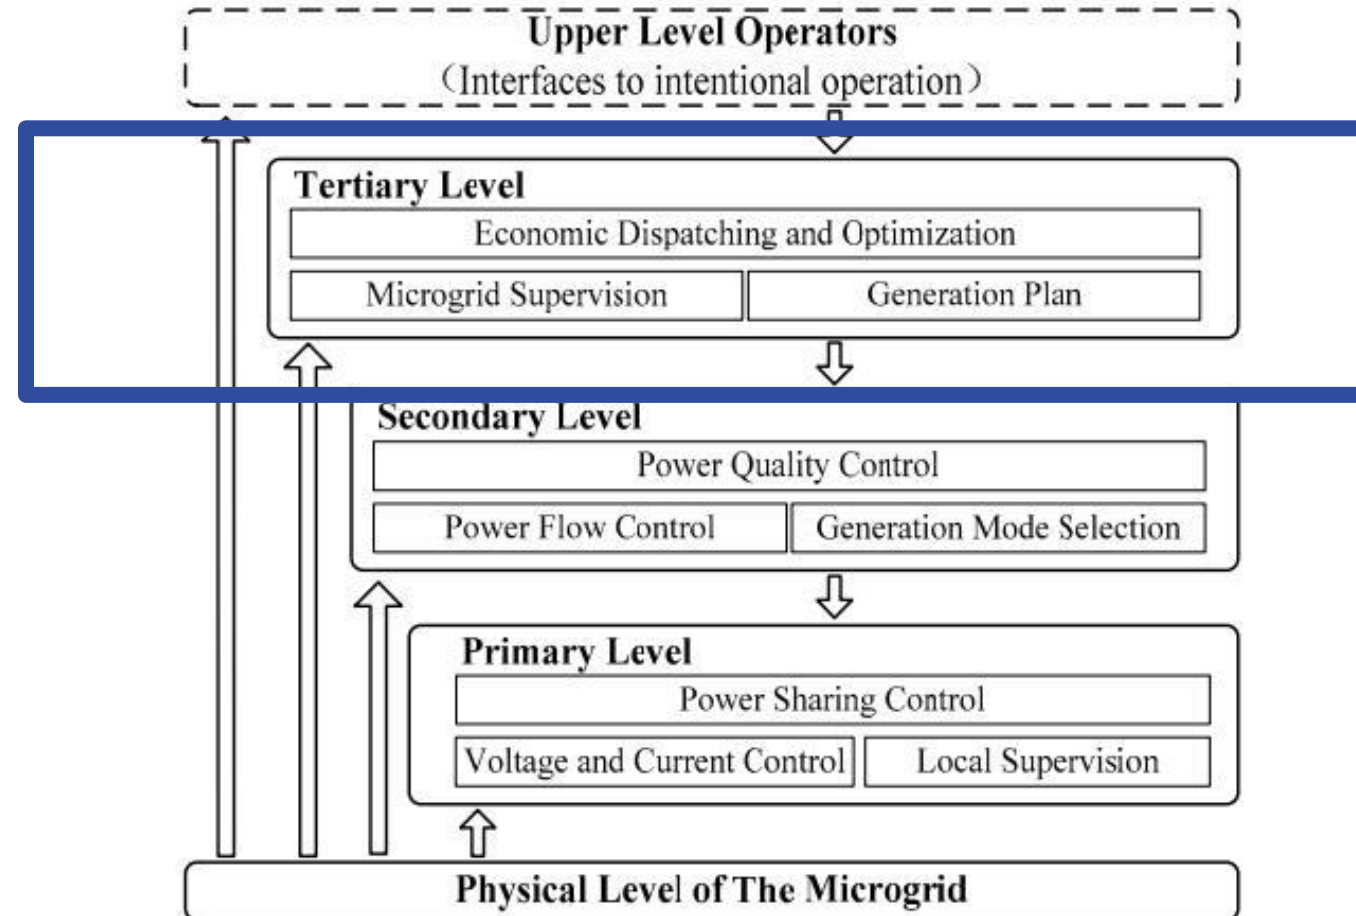 Upper Level Operators
（Interfaces to intentional operation）
Tertiary Level
Economic Dispatching and Optimization
Microgrid Supervision
Generation Plan
Secondary Level
Power Quality Control
Power Flow Control
Generation Mode Selection
Primary Level
Power Sharing Control
Voltage and Current Control
Local Supervision
Physical Level of The Microgrid